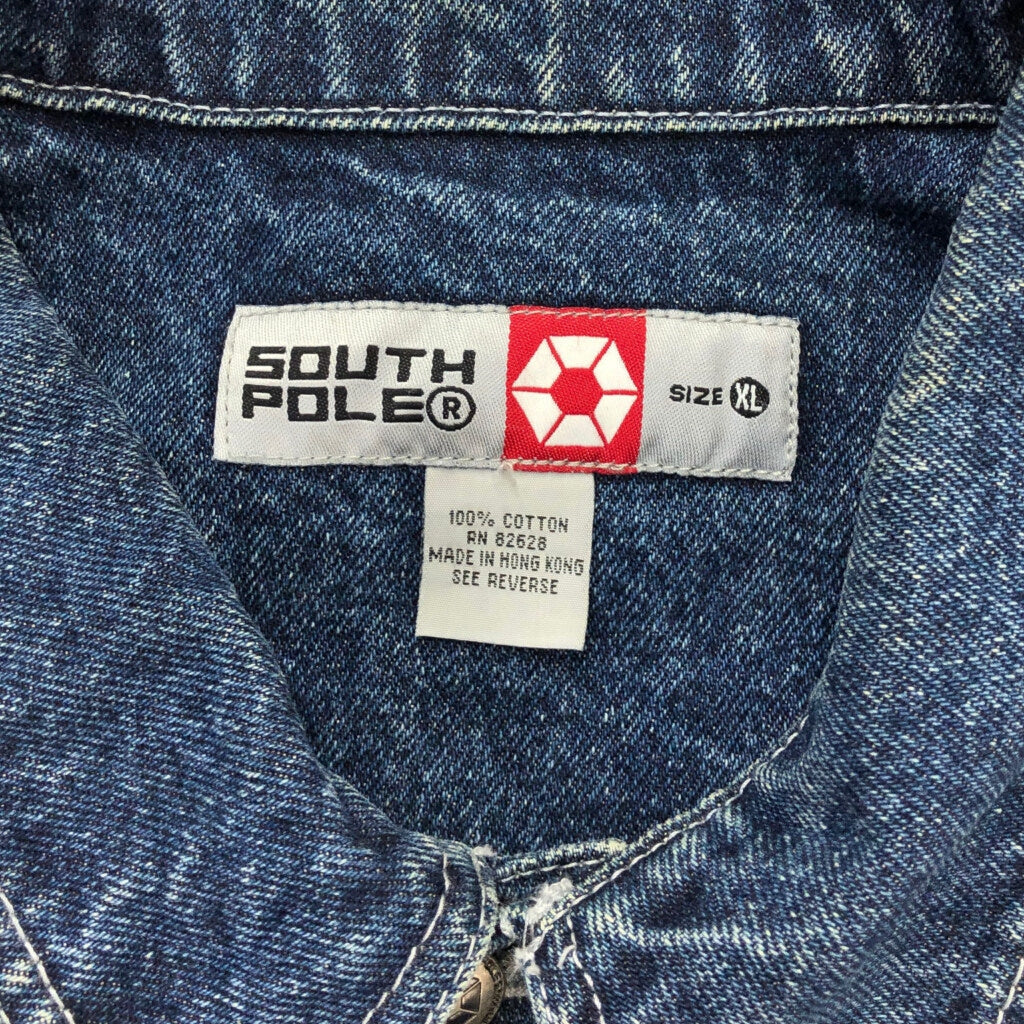 SOUTH
POLE®
SIZE XL
100% COTTON
RN 82628
MADE IN HONG KONG
SEE REVERSE